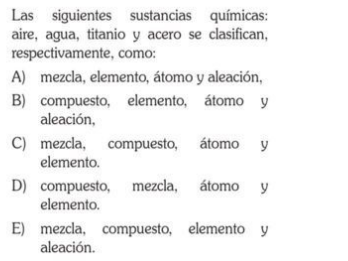 Las siguientes sustancias químicas:
aire, agua, titanio y acero se clasifican,
respectivamente, como:
A) mezcla, elemento, átomo y aleación,
B) compuesto, elemento, átomo y
aleación,
C) mezcla, compuesto, átomo y
elemento.
D) compuesto, mezcla, átomo y
elemento.
E) mezcla, compuesto, elemento y
aleación.